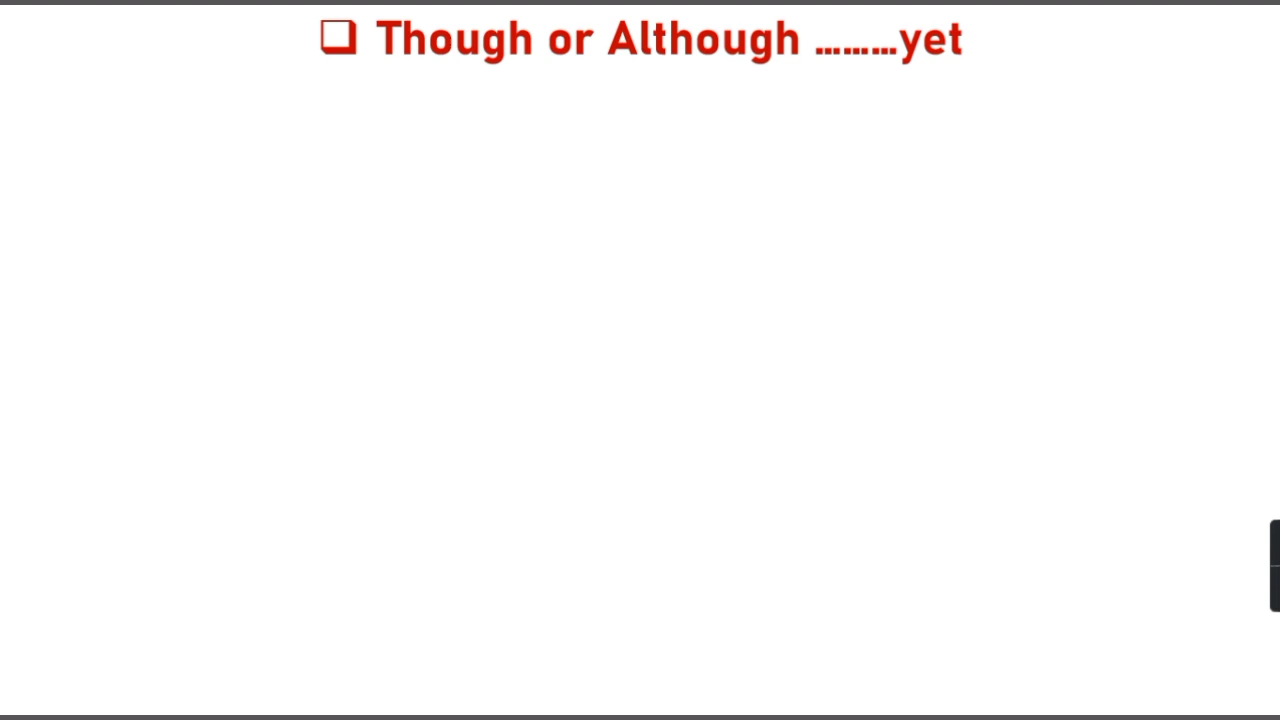 ❑ Though or Although .........yet